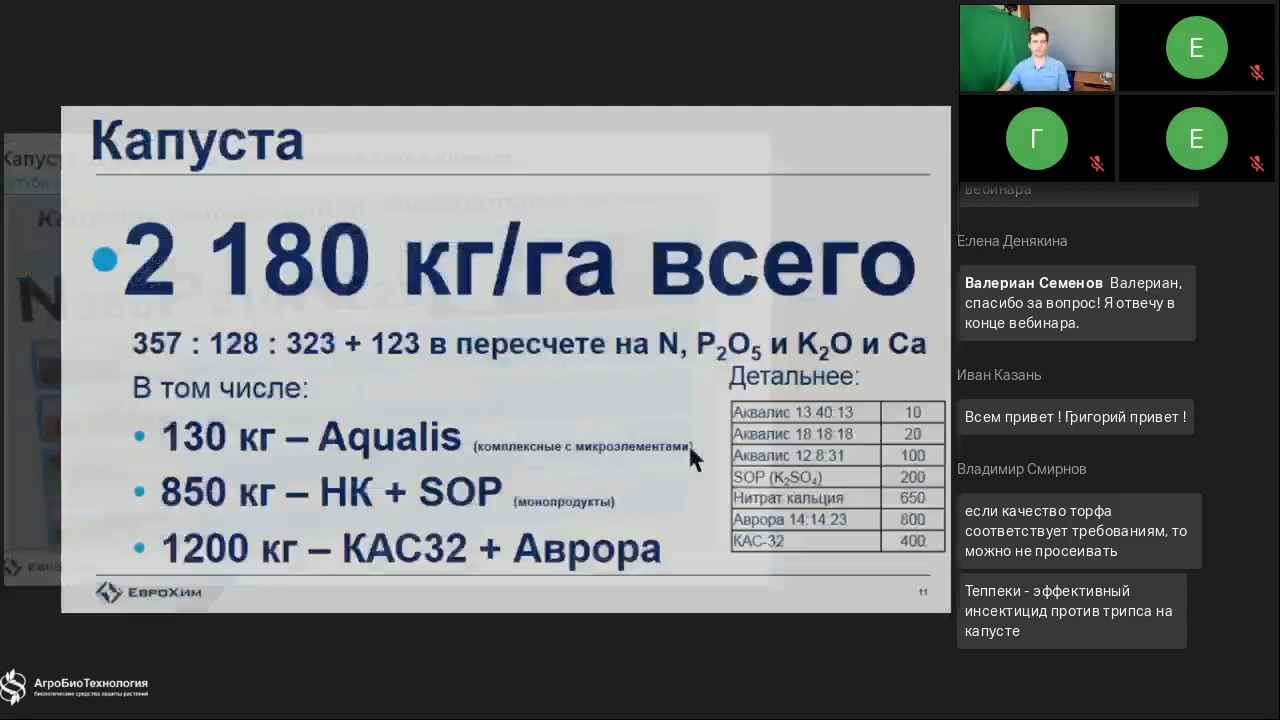 Капуста
•2 180 кг/га всего
357 : 128 : 323 + 123 в пересчете на N, P₂O₅ и K₂O и Ca
В том числе:
• 130 кг – Aqualis (комплексные с микроэлементами)
• 850 кг – НК + SOP (монопродукты)
• 1200 кг – КАС32 + Аврора
Детальнее:
Аквалис 13 40 13 10
Аквалис 18 18 18 20
Аквалис 12 8 31 100
SOP (K₂SO₄) 200
Нитрат кальция 650
Аврора 14:14:23 800
КАС-32 400
ЕвроХим
11
АгроБиоТехнология
биологические средства защиты растений
Е
Г
Е
вебинара
Елена Денякина
Валериан Семенов Валериан,
спасибо за вопрос! Я отвечу в
конце вебинара.
Иван Казань
Всем привет ! Григорий привет !
Владимир Смирнов
если качество торфа
соответствует требованиям, то
можно не просеивать
Теппеки - эффективный
инсектицид против трипса на
капусте